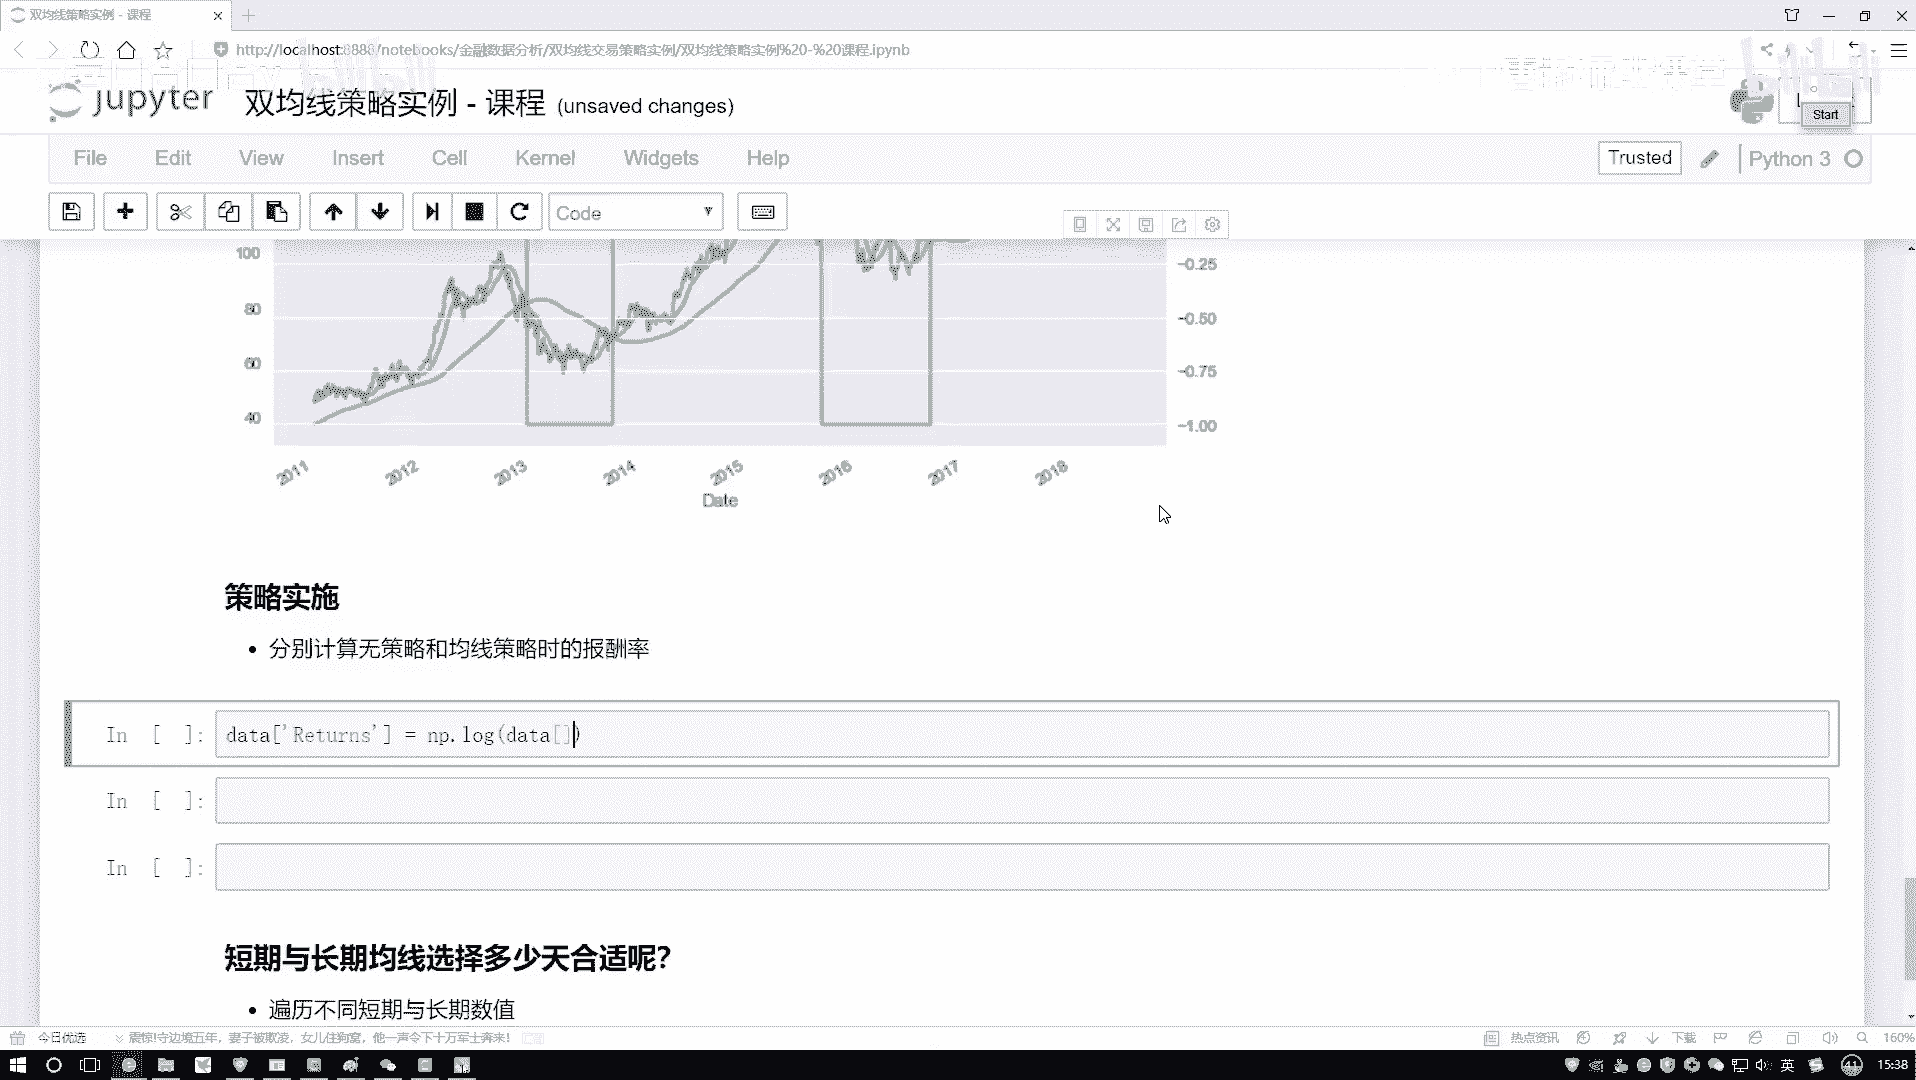 双均线策略实例 - 课程
http://localhost:8888/notebooks/金融数据分析/双均线交易策略实例/双均线策略实例%20-%20课程.ipynb
jupyter 双均线策略实例 - 课程 (unsaved changes)
Start
File Edit View Insert Cell Kernel Widgets Help
Trusted Python 3
Code
100
80
60
40
-0.25
-0.50
-0.75
-1.00
2011 2012 2013 2014 2015 2016 2017 2018
Date
策略实施
分别计算无策略和均线策略时的报酬率
In [ ]: data['Returns'] = np.log(data[])
In [ ]:
In [ ]:
短期与长期均线选择多少天合适呢?
遍历不同短期与长期数值
今日优选 震惊!守边境五年，妻子被欺凌，女儿住狗窝，他一声令下十万军士奔来!
热点资讯 下载 160%
英 41 15:38